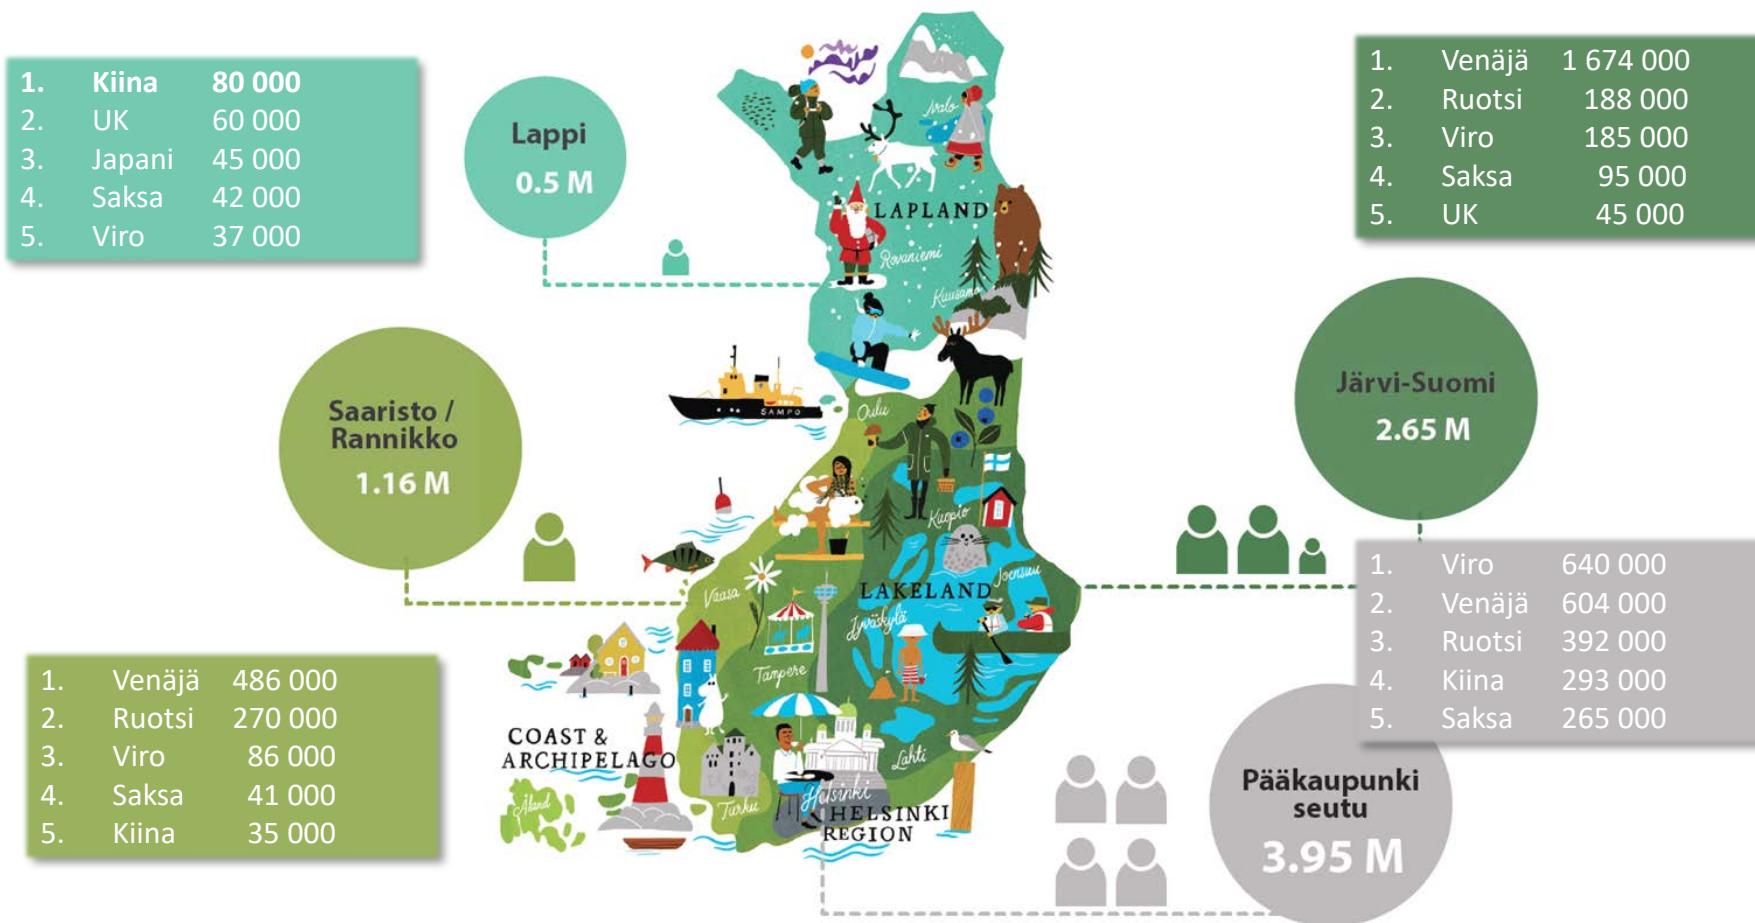 1. Kiina 80 000
2. UK 60 000
3. Japani 45 000
4. Saksa 42 000
5. Viro 37 000
Lappi
0.5 M
1. Venäjä 1 674 000
2. Ruotsi 188 000
3. Viro 185 000
4. Saksa 95 000
5. UK 45 000
Ivalo
LAPLAND
Rovaniemi
Kuusamo
Järvi-Suomi
2.65 M
Saaristo /
Rannikko
1.16 M
SAMPO
Oulu
Kuopio
Joensuu
LAKELAND
Vaasa
Jyväskylä
Tampere
1. Viro 640 000
2. Venäjä 604 000
3. Ruotsi 392 000
4. Kiina 293 000
5. Saksa 265 000
1. Venäjä 486 000
2. Ruotsi 270 000
3. Viro 86 000
4. Saksa 41 000
5. Kiina 35 000
COAST &
ARCHIPELAGO
Lahti
Åland
Turku
Helsinki
HELSINKI
REGION
Pääkaupunki
seutu
3.95 M